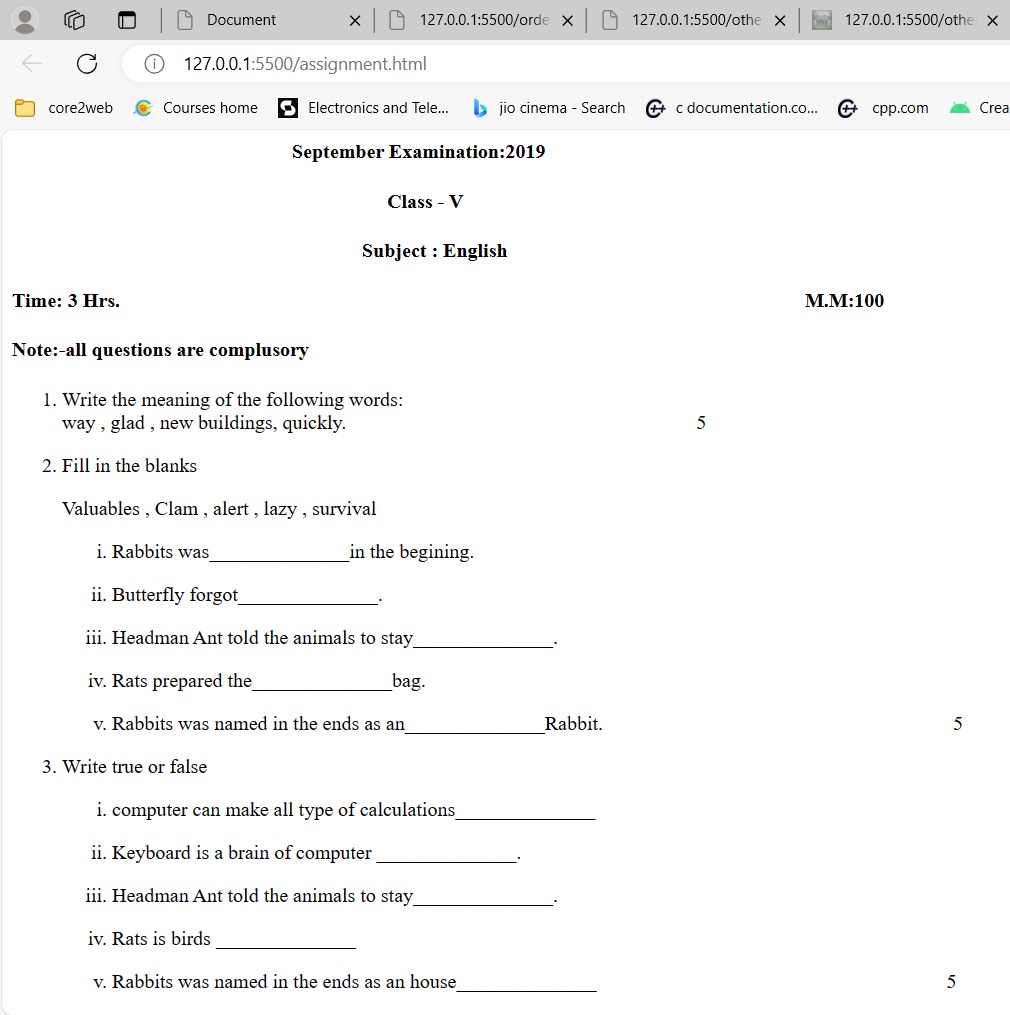 Document
127.0.0.1:5500/orde
127.0.0.1:5500/othe
127.0.0.1:5500/othe
127.0.0.1:5500/assignment.html
core2web Courses home Electronics and Tele... jio cinema - Search c documentation.co... cpp.com Crea
September Examination:2019
Class - V
Subject : English
Time: 3 Hrs. M.M:100
Note:-all questions are complusory
1. Write the meaning of the following words:
way , glad , new buildings, quickly. 5
2. Fill in the blanks
Valuables , Clam , alert , lazy , survival
i. Rabbits was______________in the begining.
ii. Butterfly forgot______________.
iii. Headman Ant told the animals to stay______________.
iv. Rats prepared the______________bag.
v. Rabbits was named in the ends as an______________Rabbit. 5
3. Write true or false
i. computer can make all type of calculations______________
ii. Keyboard is a brain of computer ______________.
iii. Headman Ant told the animals to stay______________.
iv. Rats is birds ______________
v. Rabbits was named in the ends as an house______________ 5